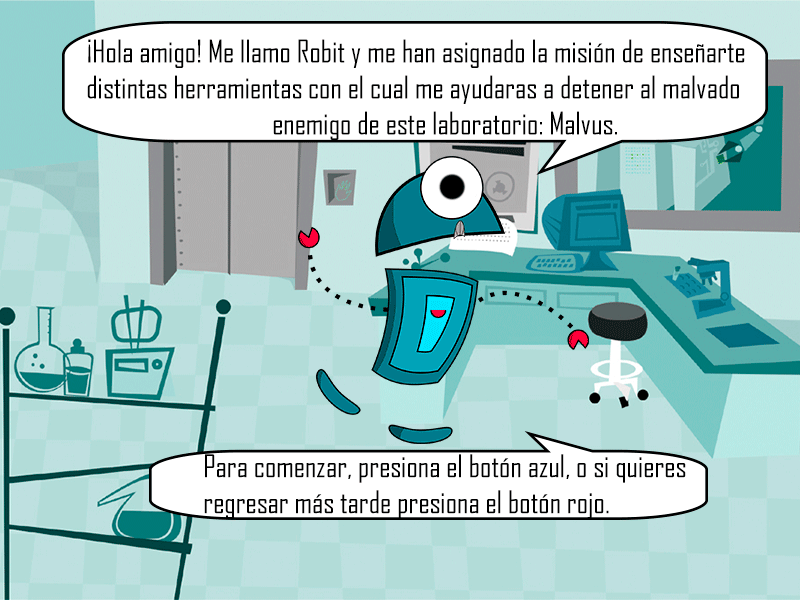 ¡Hola amigo! Me llamo Robit y me han asignado la misión de enseñarte
distintas herramientas con el cual me ayudaras a detener al malvado
enemigo de este laboratorio: Malvus.
Para comenzar, presiona el botón azul, o si quieres
regresar más tarde presiona el botón rojo.